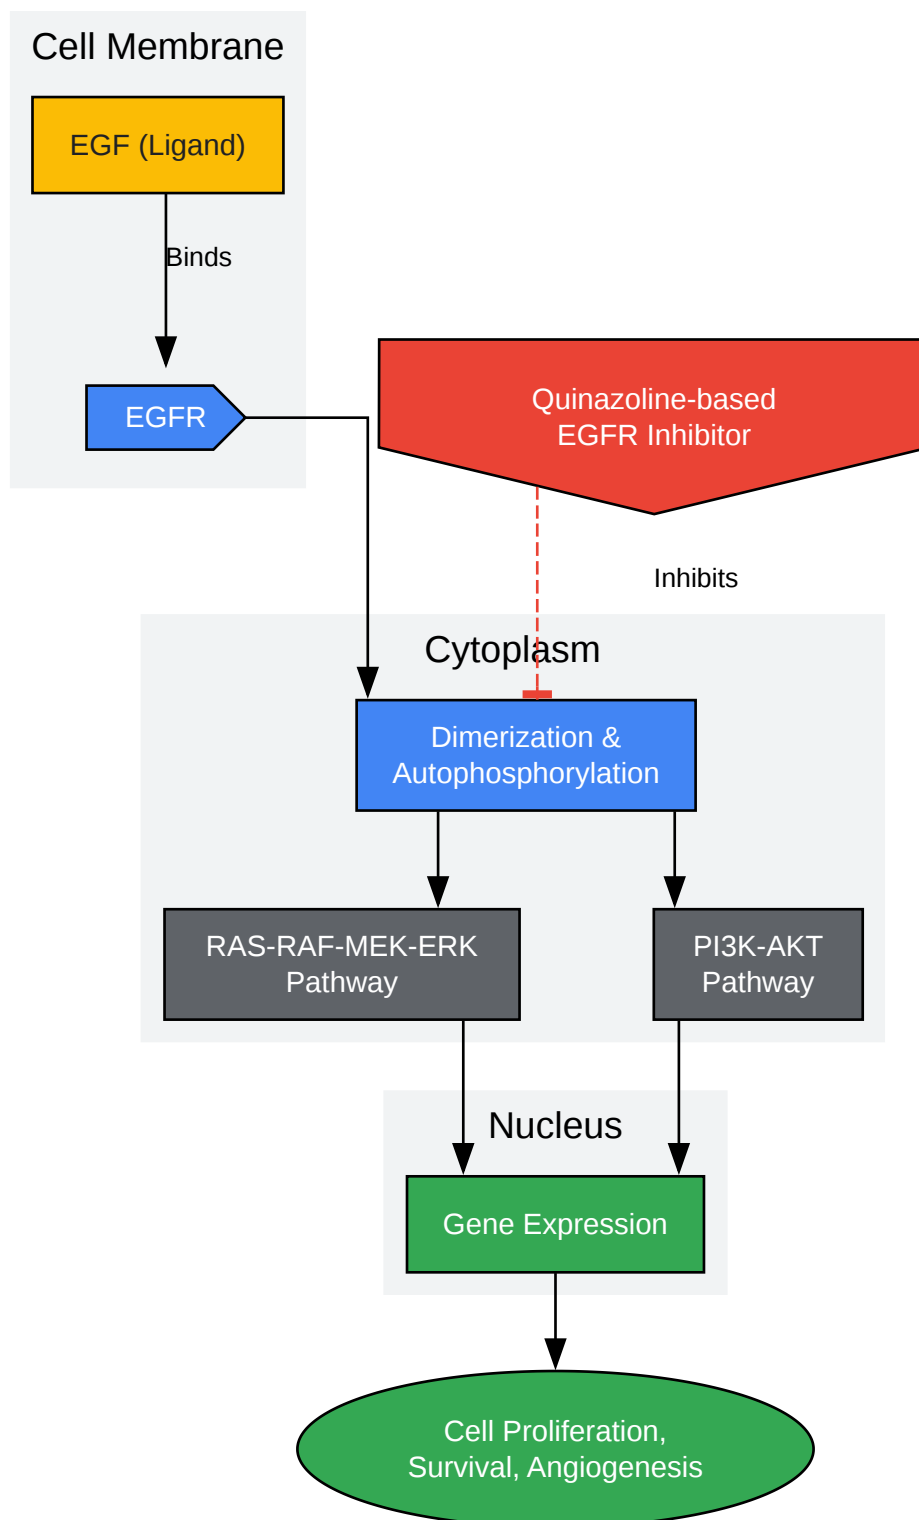 Cell Membrane
EGF (Ligand)
Binds
EGFR
Quinazoline-based
EGFR Inhibitor
Inhibits
Cytoplasm
Dimerization &
Autophosphorylation
RAS-RAF-MEK-ERK
Pathway
PI3K-AKT
Pathway
Nucleus
Gene Expression
Cell Proliferation,
Survival, Angiogenesis